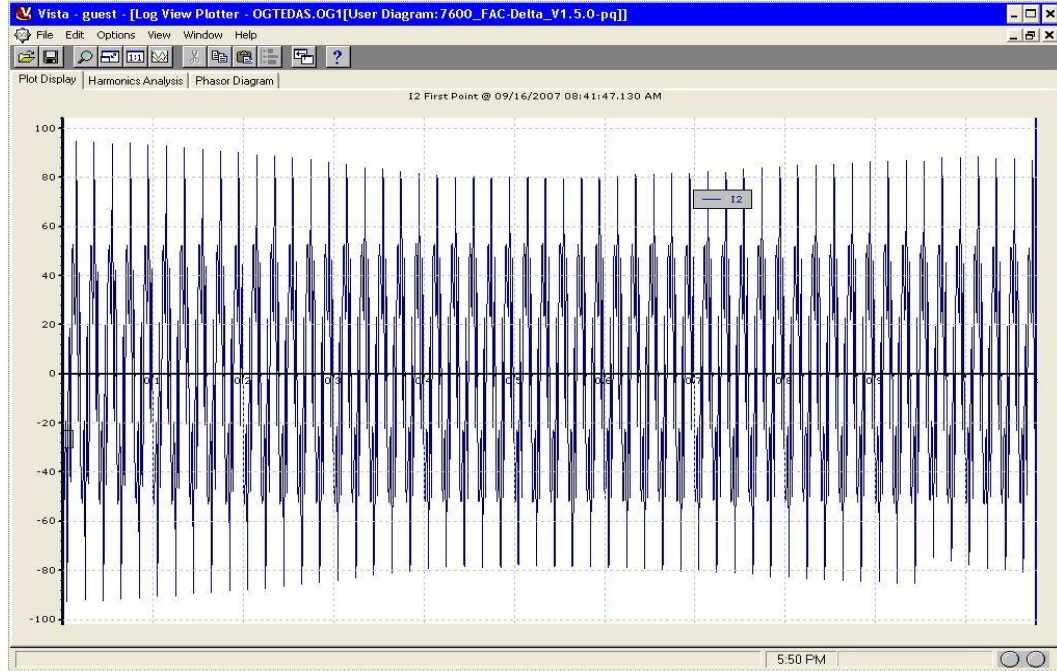 Vista - guest - [Log View Plotter - OGTEDAS.OG1[User Diagram:7600_FAC-Delta_V1.5.0-pq]]
File Edit Options View Window Help
1:1 ?
Plot Display Harmonics Analysis Phasor Diagram
I2 First Point @ 09/16/2007 08:41:47.130 AM
100
80
I2
60
40
20
0
0.1 0.2 0.3 0.4 0.5 0.6 0.7 0.8 0.9
-20
-40
-60
-80
-100
5:50 PM